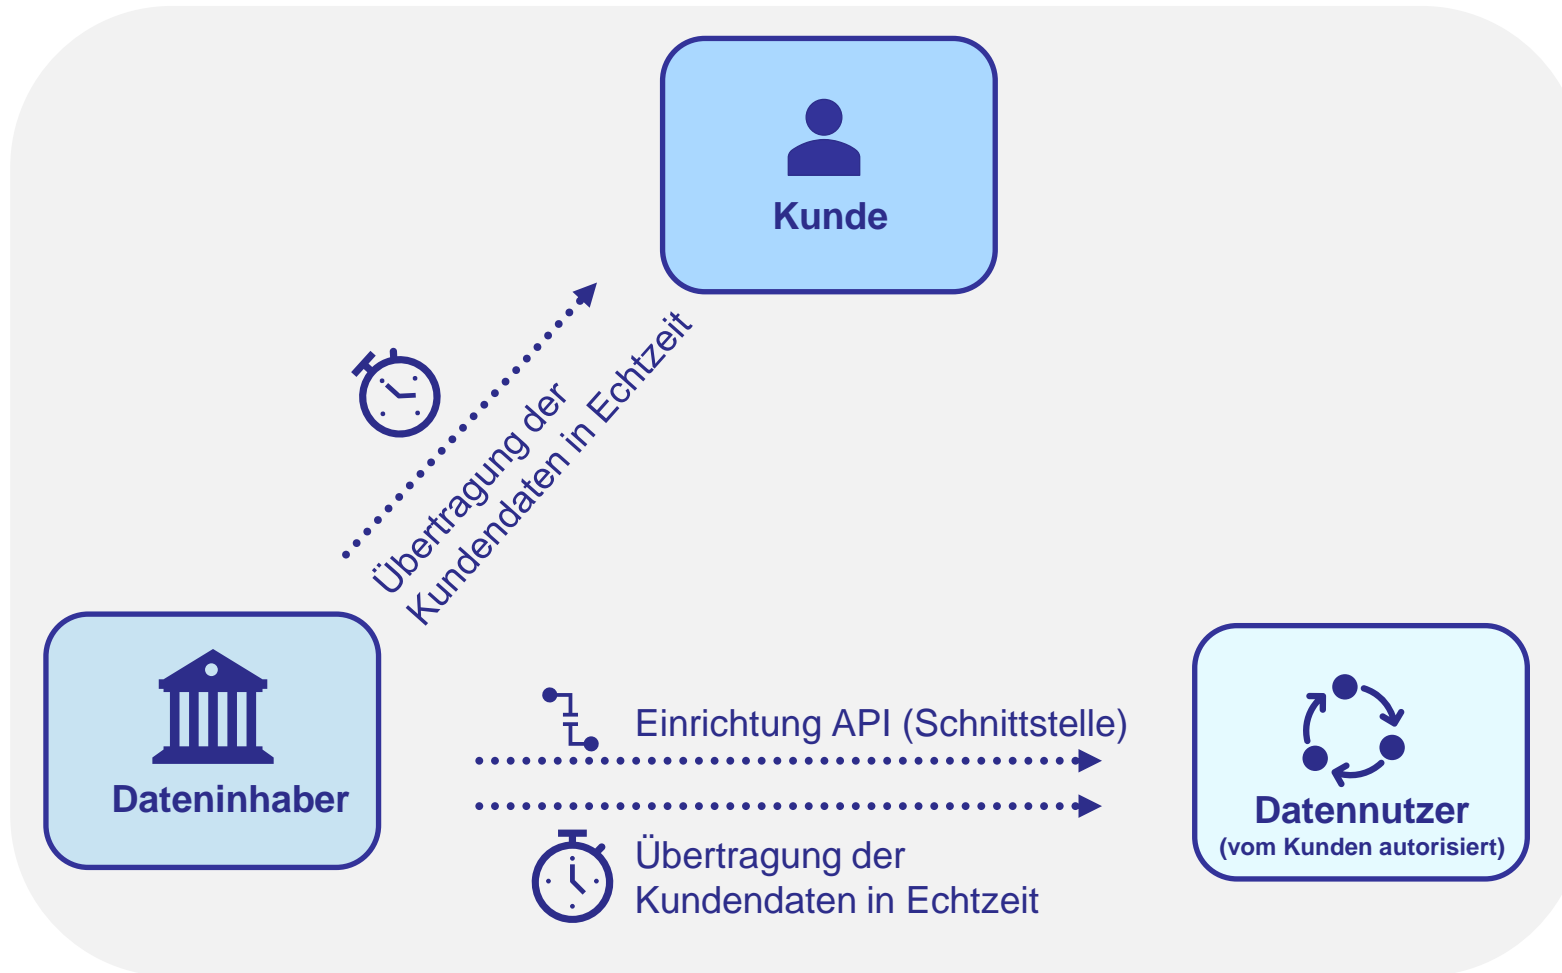 Kunde
Übertragung der
Kundendaten in Echtzeit
Dateninhaber
Einrichtung API (Schnittstelle)
Übertragung der
Kundendaten in Echtzeit
Datennutzer
(vom Kunden autorisiert)